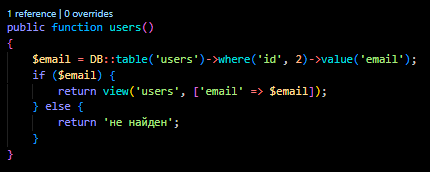 1 reference | 0 overrides
public function users()
{
    $email = DB::table('users')->where('id', 2)->value('email');
    if ($email) {
        return view('users', ['email' => $email]);
    } else {
        return 'не найден';
    }
}